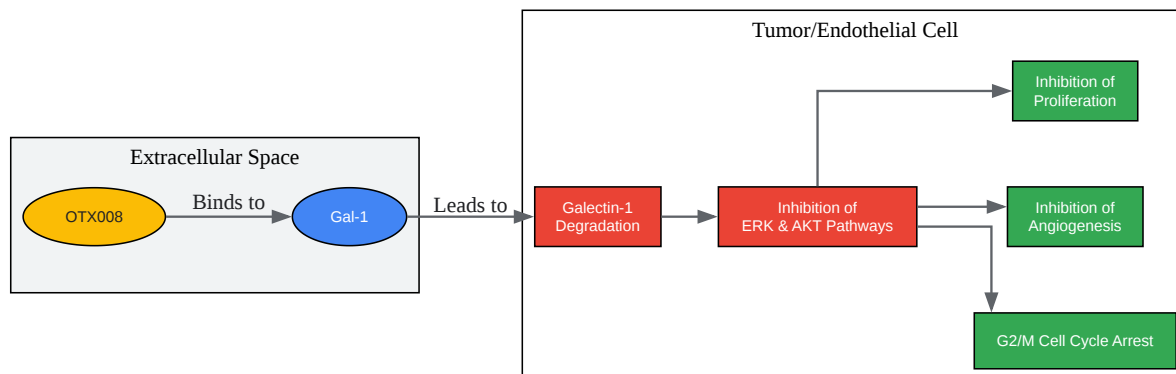 Tumor/Endothelial Cell
Inhibition of
Proliferation
Extracellular Space
OTX008
Binds to
Gal-1
Leads to
Galectin-1
Degradation
Inhibition of
ERK & AKT Pathways
Inhibition of
Angiogenesis
G2/M Cell Cycle Arrest